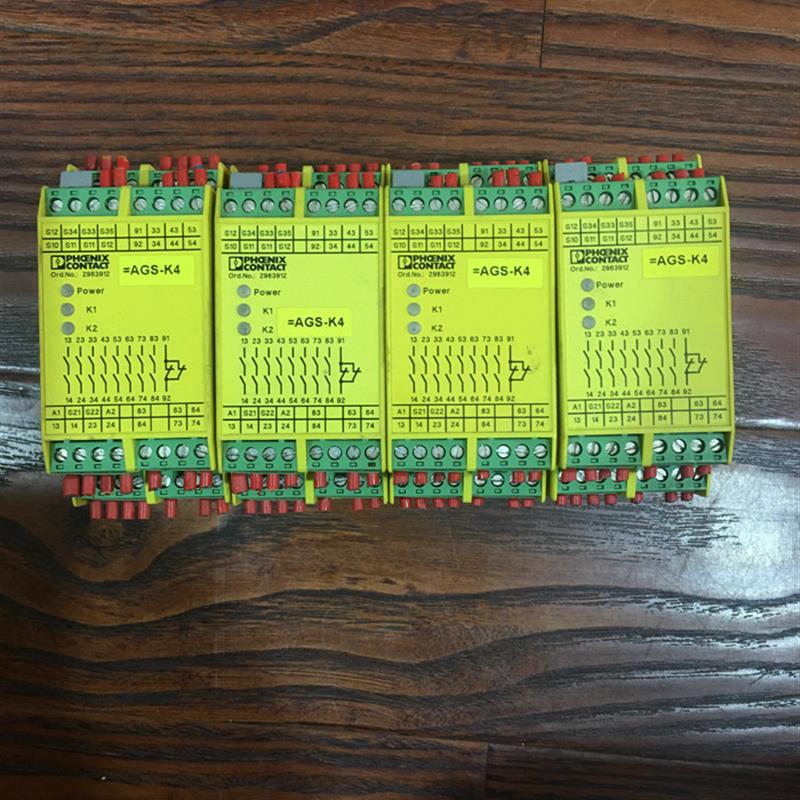 S12 S34 S33 S35 91 33 43 53
S10 S11 S11 S12 92 34 44 54
PHŒNIX
CONTACT
Ord.No.: 2963912
=AGS-K4
Power
K1
K2
13 23 33 43 53 63 73 83 91
14 24 34 44 54 64 74 84 92
A1 S21 S22 A2 83 63 64
13 14 23 24 84 73 74
S12 S34 S33 S35 91 33 43 53
S10 S11 S11 S12 92 34 44 54
PHŒNIX
CONTACT
Ord.No.: 2963912
Power
K1
K2
=AGS-K4
13 23 33 43 53 63 73 83 91
14 24 34 44 54 64 74 84 92
A1 S21 S22 A2 83 63 64
13 14 23 24 84 73 74
S12 S34 S33 S35 91 33 43 53
S10 S11 S11 S12 92 34 44 54
PHŒNIX
CONTACT
Ord.No.: 2963912
=AGS-K4
Power
K1
K2
13 23 33 43 53 63 73 83 91
14 24 34 44 54 64 74 84 92
A1 S21 S22 A2 83 63 64
13 14 23 24 84 73 74
S12 S34 S33 S35 91 33 43 53
S10 S11 S11 S12 92 34 44 54
PHŒNIX
CONTACT
Ord.No.: 2963912
=AGS-K4
Power
K1
K2
13 23 33 43 53 63 73 83 91
14 24 34 44 54 64 74 84 92
A1 S21 S22 A2 83 63 64
13 14 23 24 84 73 74